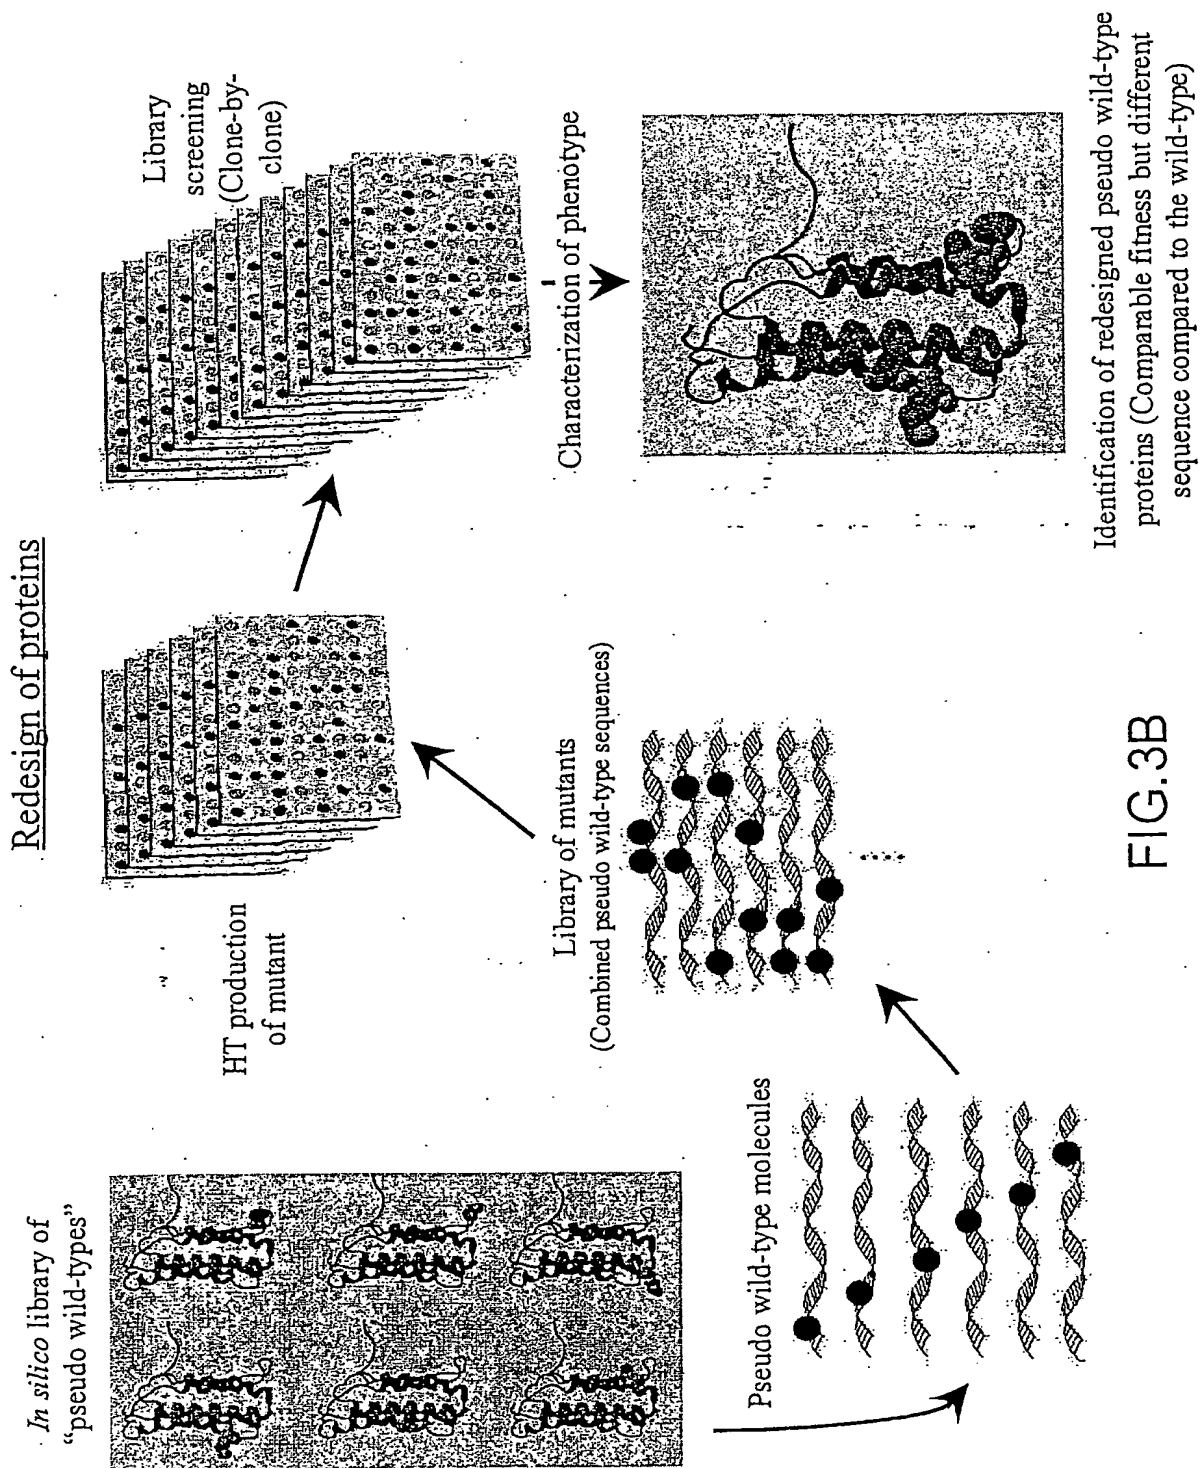 Redesign of proteins
In silico library of
“pseudo wild-types”
Pseudo wild-type molecules
Library of mutants
(Combined pseudo wild-type sequences)
HT production
of mutant
Library
screening
(Clone-by-
clone)
Characterization of phenotype
Identification of redesigned pseudo wild-type
proteins (Comparable fitness but different
sequence compared to the wild-type)
FIG.3B